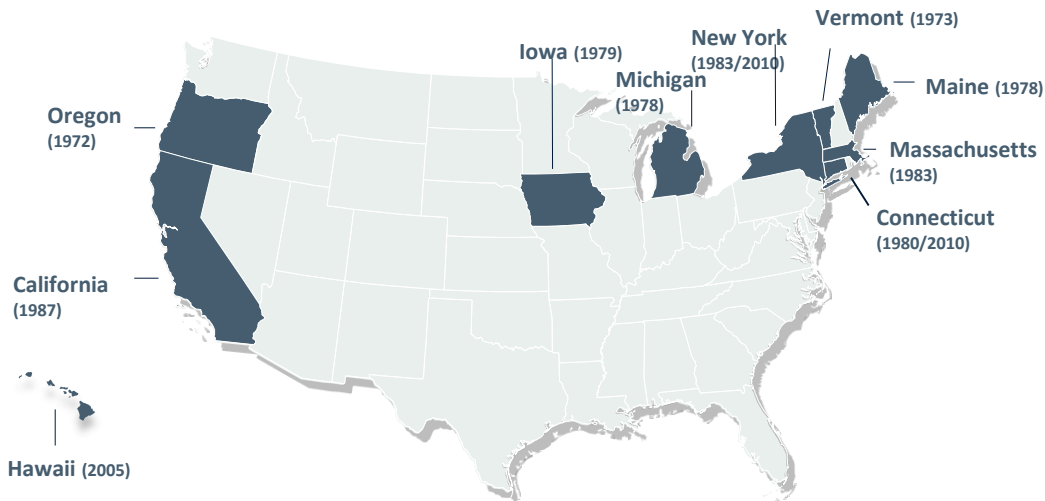 Vermont (1973)
New York
(1983/2010)
Iowa (1979)
Michigan
(1978)
Maine (1978)
Oregon
(1972)
Massachusetts
(1983)
Connecticut
(1980/2010)
California
(1987)
Hawaii (2005)